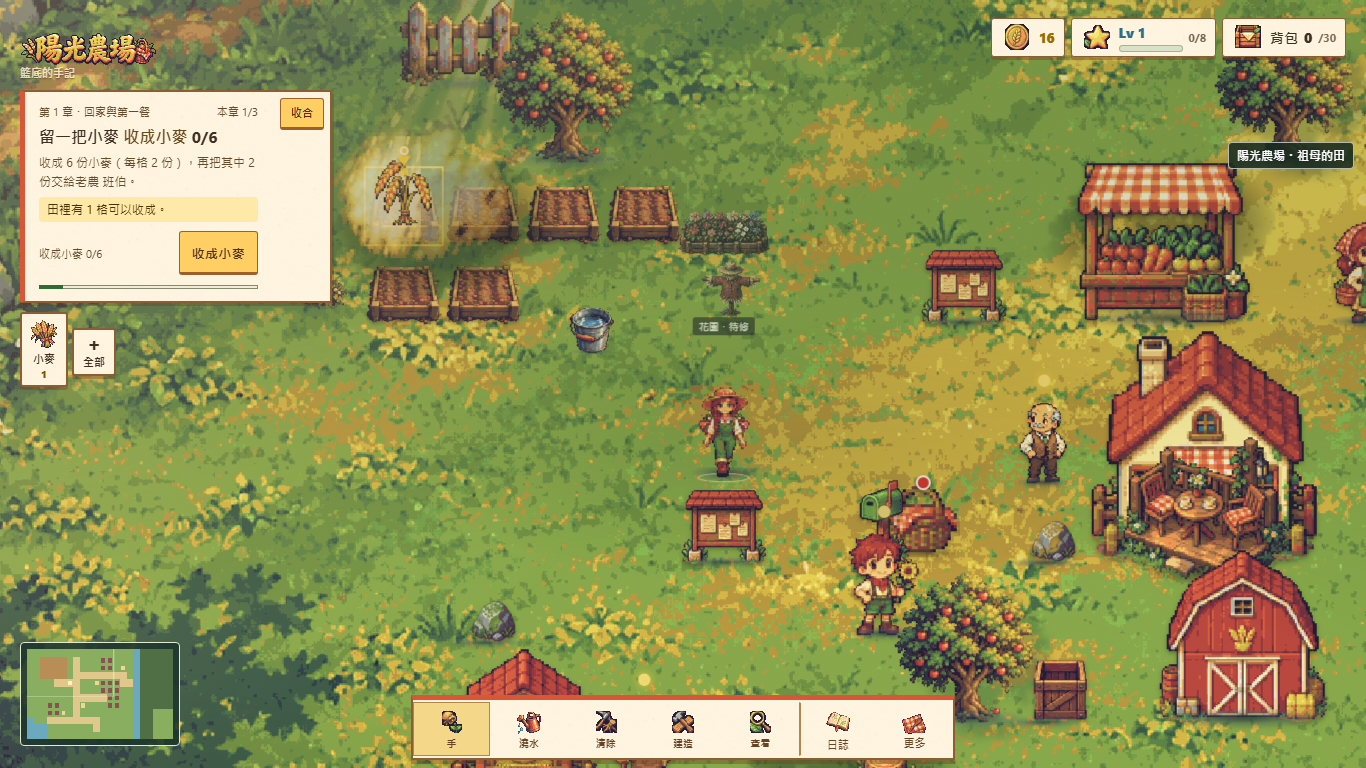 陽光農場
籃底的手記
16
Lv 1
0/8
背包 0 /30
第 1 章 · 回家與第一餐
本章 1/3
收合
留一把小麥 收成小麥 0/6
收成 6 份小麥（每格 2 份），再把其中 2
份交給老農 班伯。
田裡有 1 格可以收成。
收成小麥 0/6
收成小麥
陽光農場 · 祖母的田
小麥
1
+
全部
花圃 · 待修
手
澆水
清除
建造
查看
日誌
更多